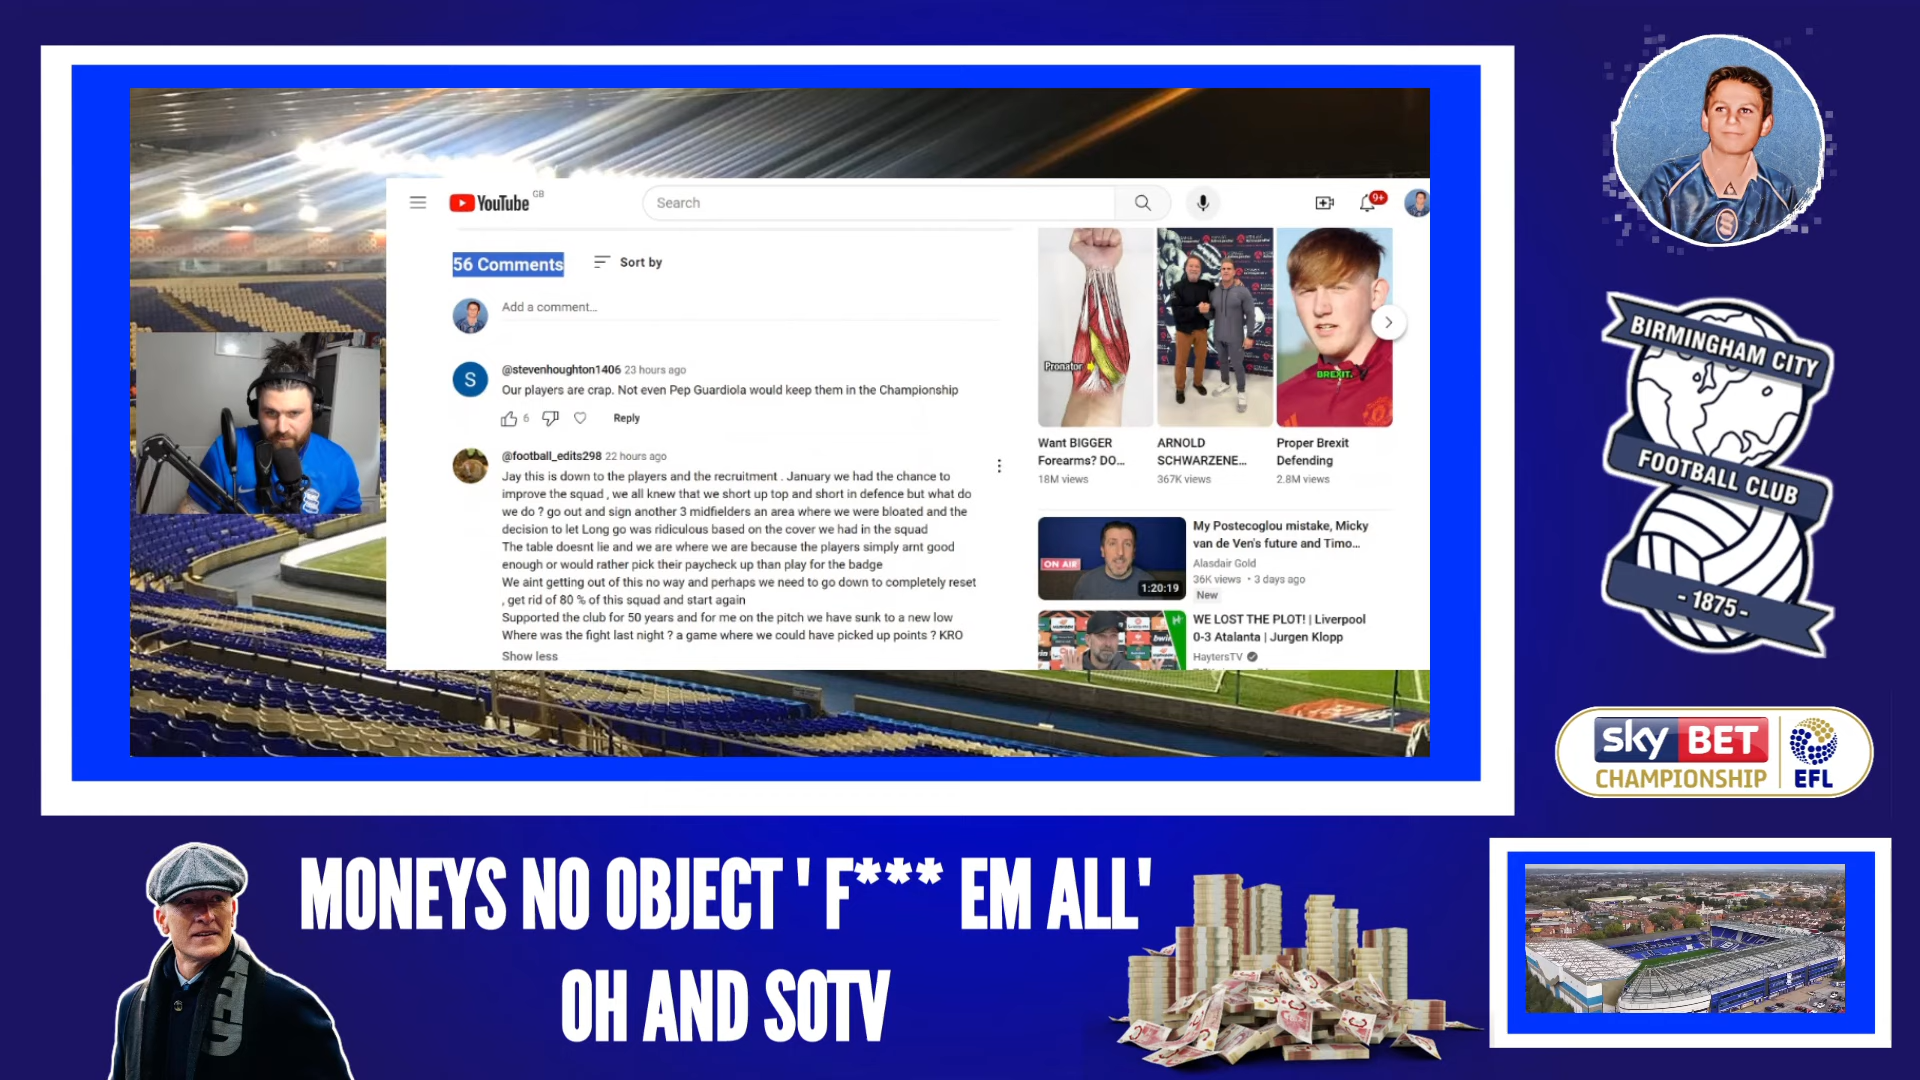 YouTube GB
Search
9+
56 Comments
Sort by
Add a comment...
S
@stevenhoughton1406 23 hours ago
Our players are crap. Not even Pep Guardiola would keep them in the Championship
6
Reply
@football_edits298 22 hours ago
Jay this is down to the players and the recruitment . January we had the chance to
improve the squad , we all knew that we short up top and short in defence but what do
we do ? go out and sign another 3 midfielders an area where we were bloated and the
decision to let Long go was ridiculous based on the cover we had in the squad
The table doesnt lie and we are where we are because the players simply arnt good
enough or would rather pick their paycheck up than play for the badge
We aint getting out of this no way and perhaps we need to go down to completely reset
, get rid of 80 % of this squad and start again
Supported the club for 50 years and for me on the pitch we have sunk to a new low
Where was the fight last night ? a game where we could have picked up points ? KRO
Show less
Pronator
BREXIT.
Want BIGGER
Forearms? DO...
18M views
ARNOLD
SCHWARZENE...
367K views
Proper Brexit
Defending
2.8M views
ON AIR
1:20:19
My Postecoglou mistake, Micky
van de Ven's future and Timo...
Alasdair Gold
36K views • 3 days ago
New
WE LOST THE PLOT! | Liverpool
0-3 Atalanta | Jurgen Klopp
HaytersTV
BIRMINGHAM CITY
FOOTBALL CLUB
- 1875 -
sky BET
CHAMPIONSHIP
EFL
MONEYS NO OBJECT ' F*** EM ALL'
OH AND SOTV